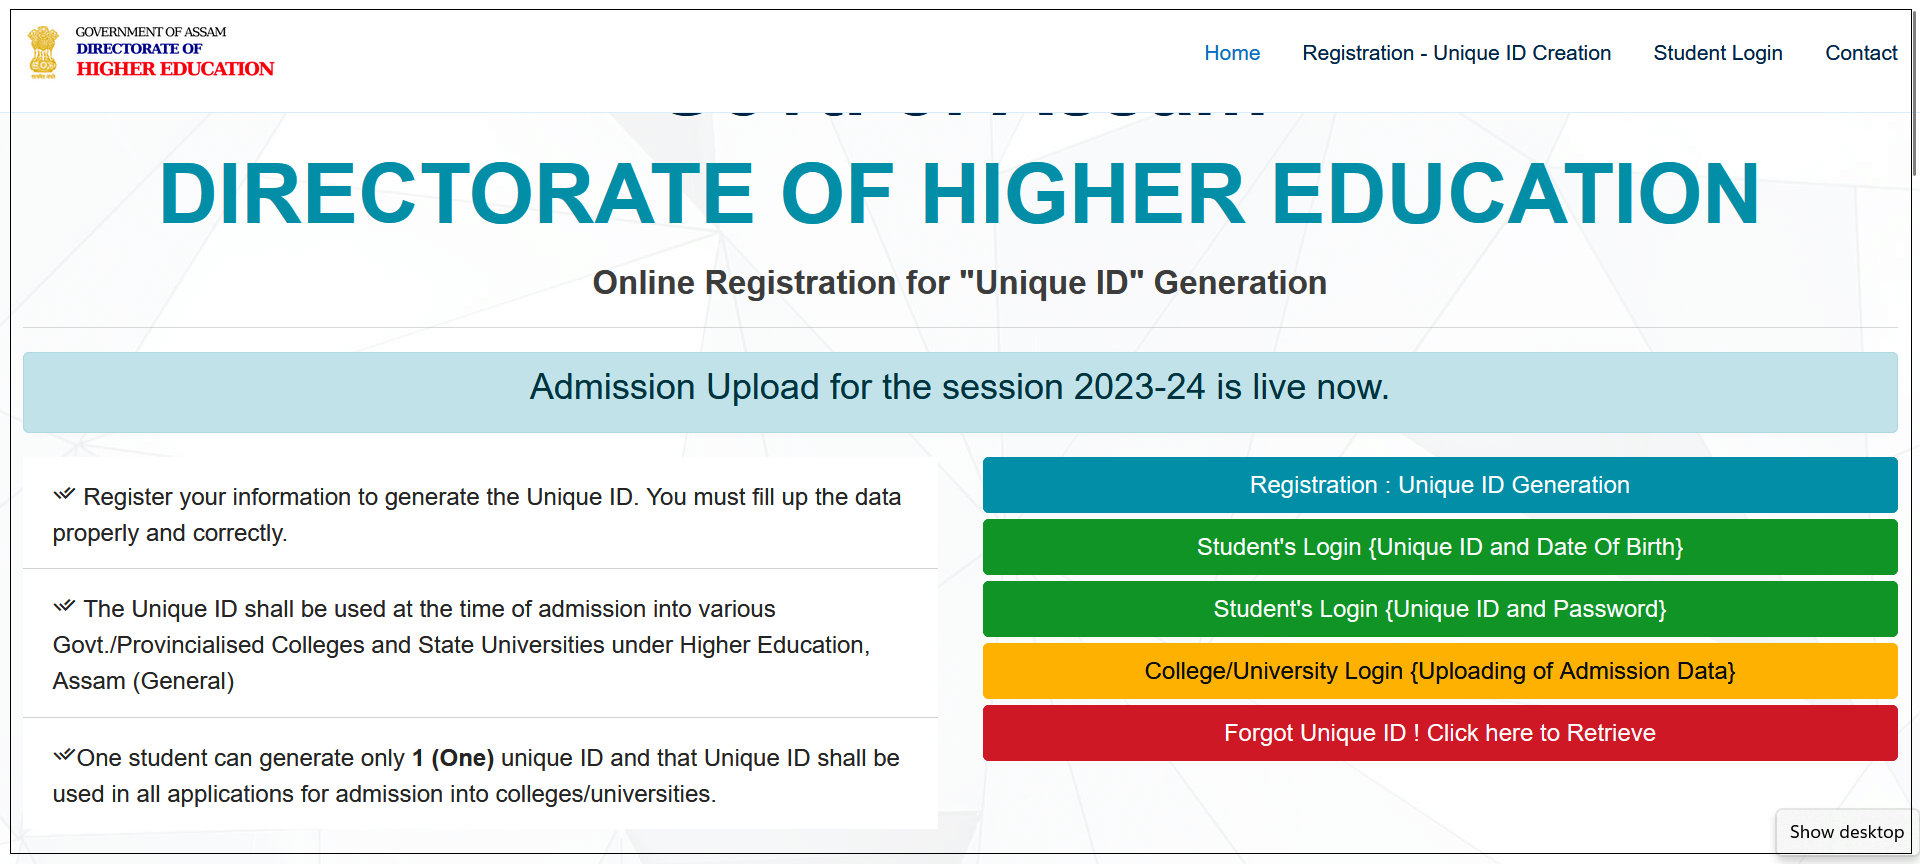 GOVERNMENT OF ASSAM
DIRECTORATE OF
HIGHER EDUCATION
Home
Registration - Unique ID Creation
Student Login
Contact
DIRECTORATE OF HIGHER EDUCATION
Online Registration for "Unique ID" Generation
Admission Upload for the session 2023-24 is live now.
Register your information to generate the Unique ID. You must fill up the data
properly and correctly.
The Unique ID shall be used at the time of admission into various
Govt./Provincialised Colleges and State Universities under Higher Education,
Assam (General)
One student can generate only 1 (One) unique ID and that Unique ID shall be
used in all applications for admission into colleges/universities.
Registration : Unique ID Generation
Student's Login {Unique ID and Date Of Birth}
Student's Login {Unique ID and Password}
College/University Login {Uploading of Admission Data}
Forgot Unique ID ! Click here to Retrieve
Show desktop